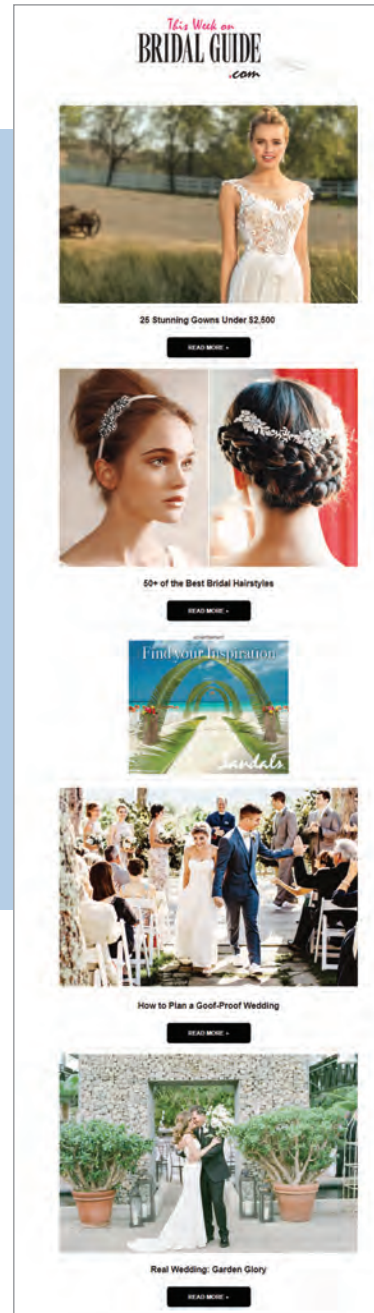 This Week on
BRIDAL GUIDE
.com
25 Stunning Gowns Under $2,500
READ MORE »
50+ of the Best Bridal Hairstyles
READ MORE »
advertisement
Find your Inspiration
Sandals
How to Plan a Goof-Proof Wedding
READ MORE »
Real Wedding: Garden Glory
READ MORE »